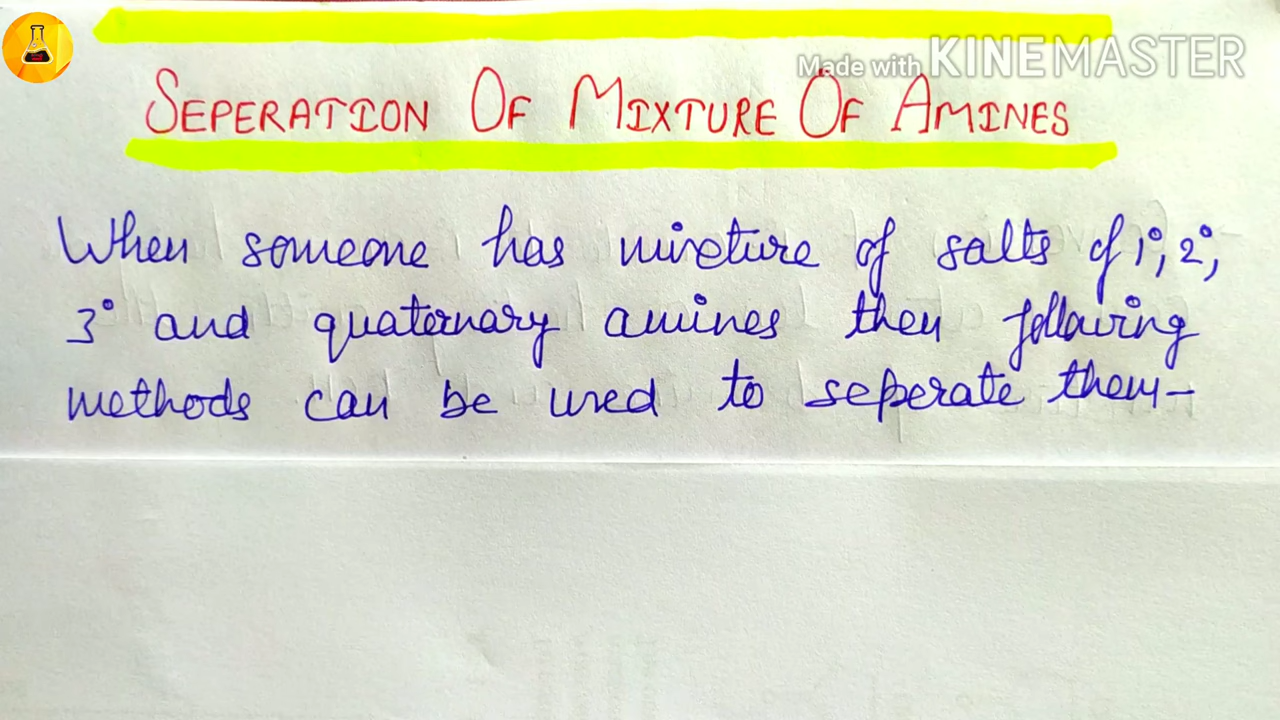 Made with KINEMASTER
SEPERATION OF MIXTURE OF AMINES
When someone has mixture of salts of 1°, 2°,
3° and quaternary amines then following
methods can be used to seperate them-